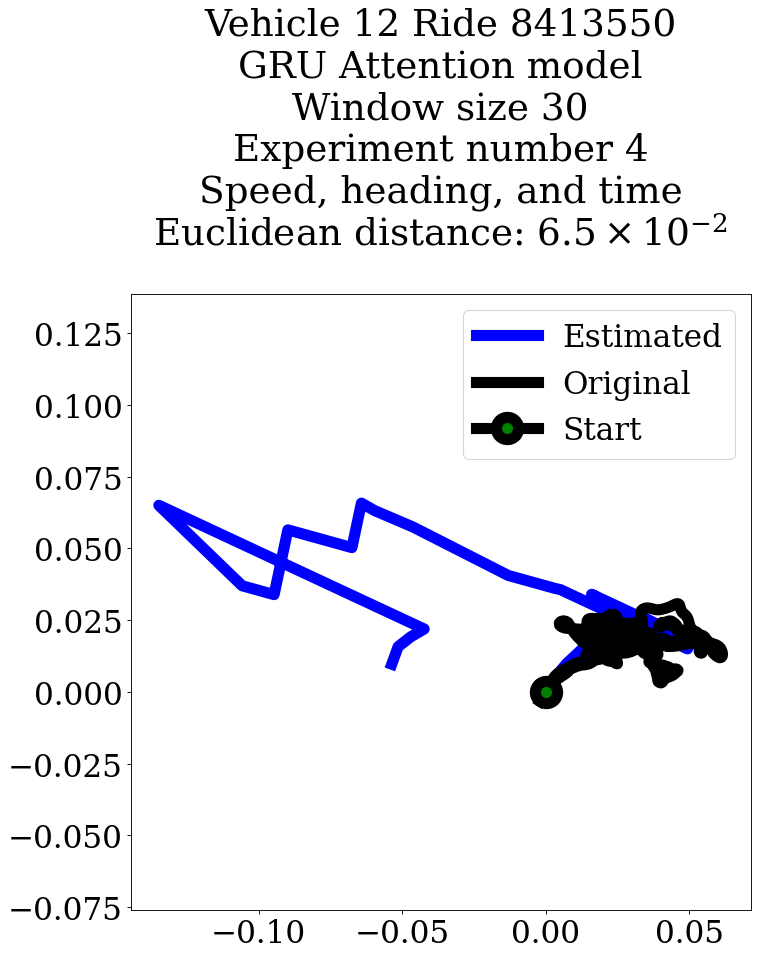 Vehicle 12 Ride 8413550
GRU Attention model
Window size 30
Experiment number 4
Speed, heading, and time
Euclidean distance: 6.5 × 10⁻²
Estimated
Original
Start
0.125
0.100
0.075
0.050
0.025
0.000
−0.025
−0.050
−0.075
−0.10
−0.05
0.00
0.05